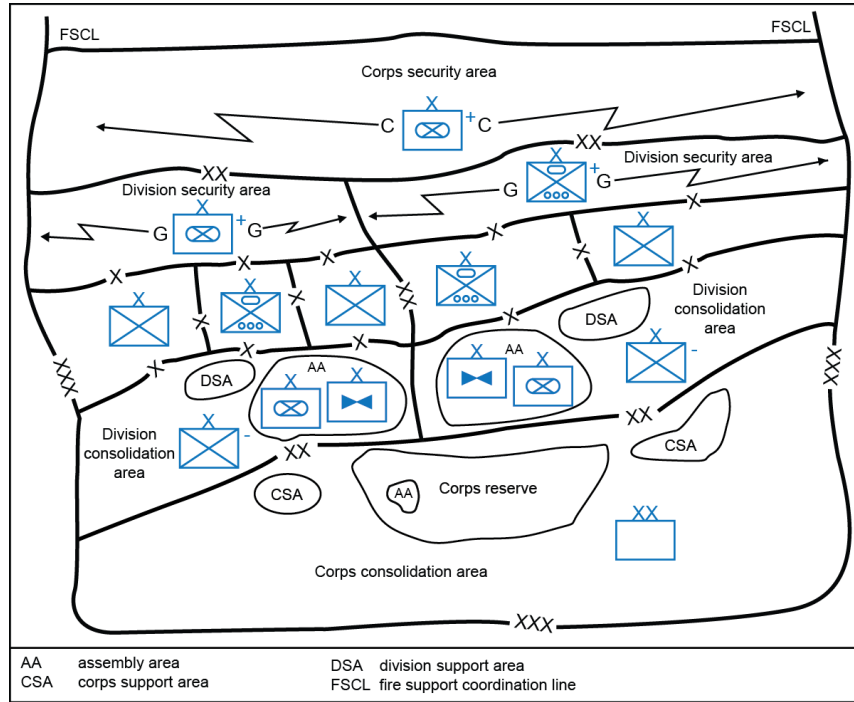 FSCL
FSCL
Corps security area
X
C + C
XX
XX
Division security area
X
G + G
Division security area
X
G + G
X
X
X
X
X
X
X
X
X
X
X
X
X
X
XX
Division
consolidation
area
DSA
X
X
X
X
AA
X
X
AA
X
X
-
XXX
XXX
DSA
X
-
XX
Division
consolidation
area
XX
CSA
CSA
AA
Corps reserve
XX
Corps consolidation area
XXX
AA assembly area
CSA corps support area
DSA division support area
FSCL fire support coordination line